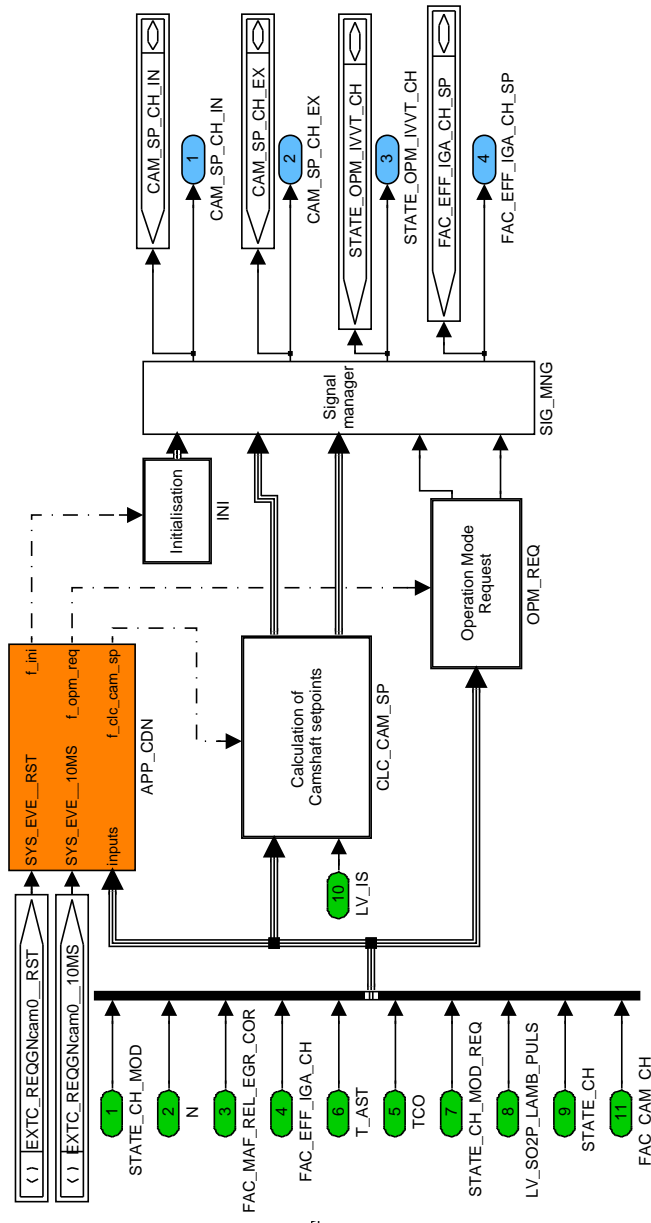 < > EXTC_REQGNcam0__RST
< > EXTC_REQGNcam0__10MS
SYS_EVE__RST
SYS_EVE__10MS
inputs
f_ini
f_opm_req
f_clc_cam_sp
APP_CDN
1
STATE_CH_MOD
2
N
3
FAC_MAF_REL_EGR_COR
4
FAC_EFF_IGA_CH
6
T_AST
5
TCO
7
STATE_CH_MOD_REQ
8
LV_SO2P_LAMB_PULS
9
STATE_CH
11
FAC_CAM_CH
10
LV_IS
Calculation of
Camshaft setpoints
CLC_CAM_SP
Initialisation
INI
Operation Mode
Request
OPM_REQ
Signal
manager
SIG_MNG
CAM_SP_CH_IN
1
CAM_SP_CH_IN
CAM_SP_CH_EX
2
CAM_SP_CH_EX
STATE_OPM_IVVT_CH
3
STATE_OPM_IVVT_CH
FAC_EFF_IGA_CH_SP
4
FAC_EFF_IGA_CH_SP